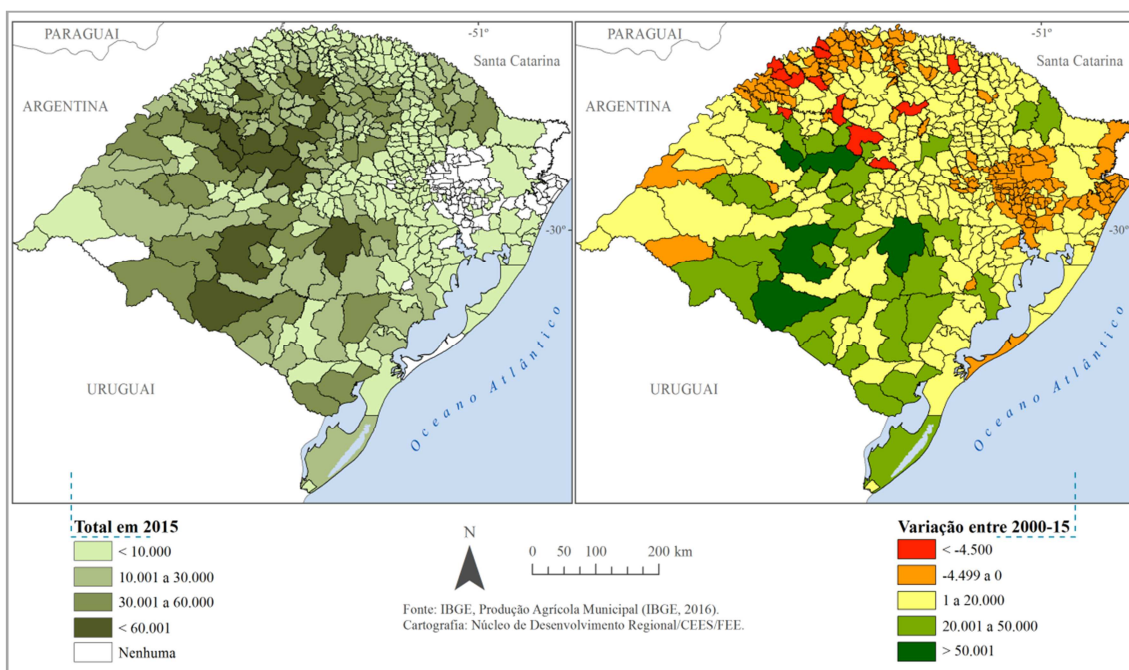 PARAGUAI
-51°
Santa Catarina
ARGENTINA
-30º
URUGUAI
Oceano Atlântico
PARAGUAI
-51°
Santa Catarina
ARGENTINA
-30º
URUGUAI
Oceano Atlântico
Total em 2015
< 10.000
10.001 a 30.000
30.001 a 60.000
< 60.001
Nenhuma
N
0 50 100 200 km
Fonte: IBGE, Produção Agrícola Municipal (IBGE, 2016).
Cartografia: Núcleo de Desenvolvimento Regional/CEES/FEE.
Variação entre 2000-15
< -4.500
-4.499 a 0
1 a 20.000
20.001 a 50.000
> 50.001